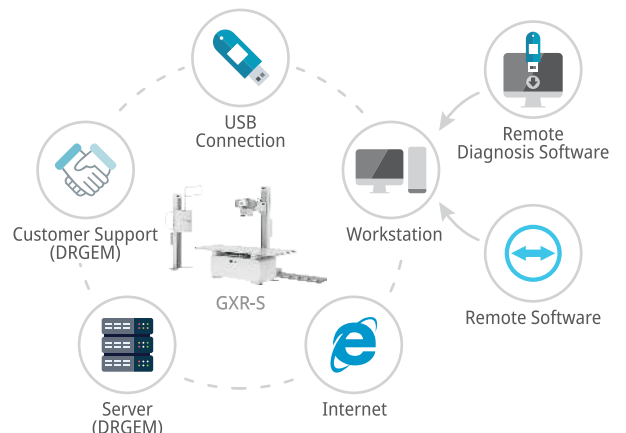 USB
Connection
Remote
Diagnosis Software
Customer Support
(DRGEM)
Workstation
GXR-S
Remote Software
Server
(DRGEM)
Internet